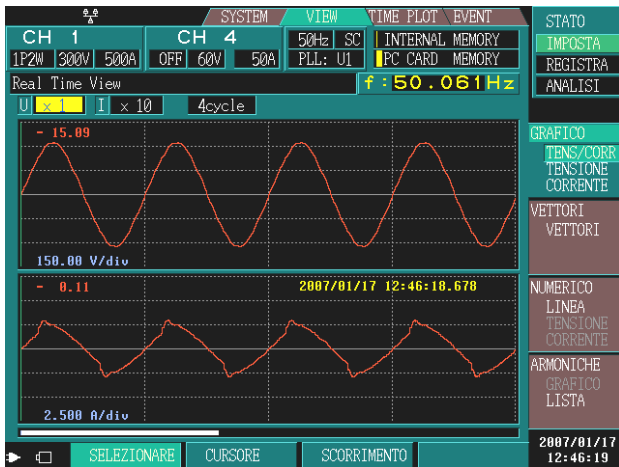 SYSTEM VIEW TIME PLOT EVENT
CH 1
1P2W 300V 500A
CH 4
OFF 60V 50A
50Hz SC
PLL: U1
INTERNAL MEMORY
PC CARD MEMORY
Real Time View
f:50.061Hz
U × 1 I × 10 4cycle
- 15.09
150.00 V/div
- 0.11
2007/01/17 12:46:18.678
2.500 A/div
SELEZIONARE CURSORE SCORRIMENTO
STATO
IMPOSTA
REGISTRA
ANALISI
GRAFICO
TENS/CORR
TENSIONE
CORRENTE
VETTORI
VETTORI
NUMERICO
LINEA
TENSIONE
CORRENTE
ARMONICHE
GRAFICO
LISTA
2007/01/17
12:46:19